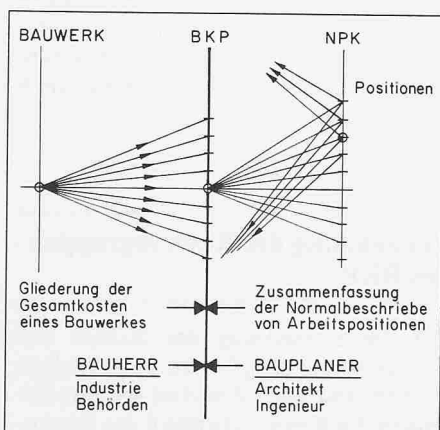 BAUWERK
BKP
NPK
Positionen
Gliederung der
Gesamtkosten
eines Bauwerkes
Zusammenfassung
der Normalbeschriebe
von Arbeitspositionen
BAUHERR
Industrie
Behörden
BAUPLANER
Architekt
Ingenieur